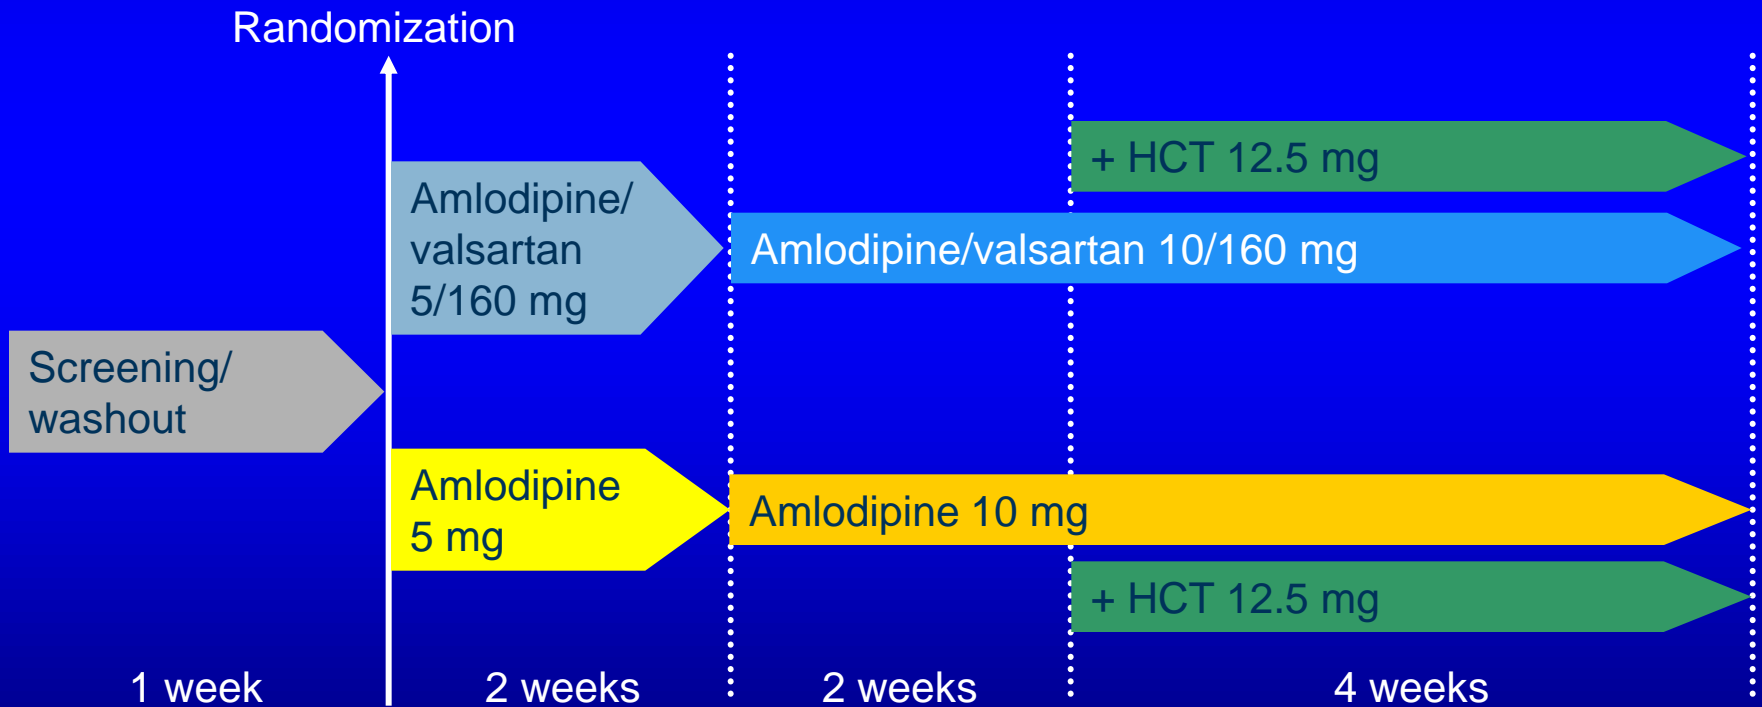 Randomization
+ HCT 12.5 mg
Amlodipine/
valsartan
5/160 mg
Amlodipine/valsartan 10/160 mg
Screening/
washout
Amlodipine
5 mg
Amlodipine 10 mg
+ HCT 12.5 mg
1 week
2 weeks
2 weeks
4 weeks